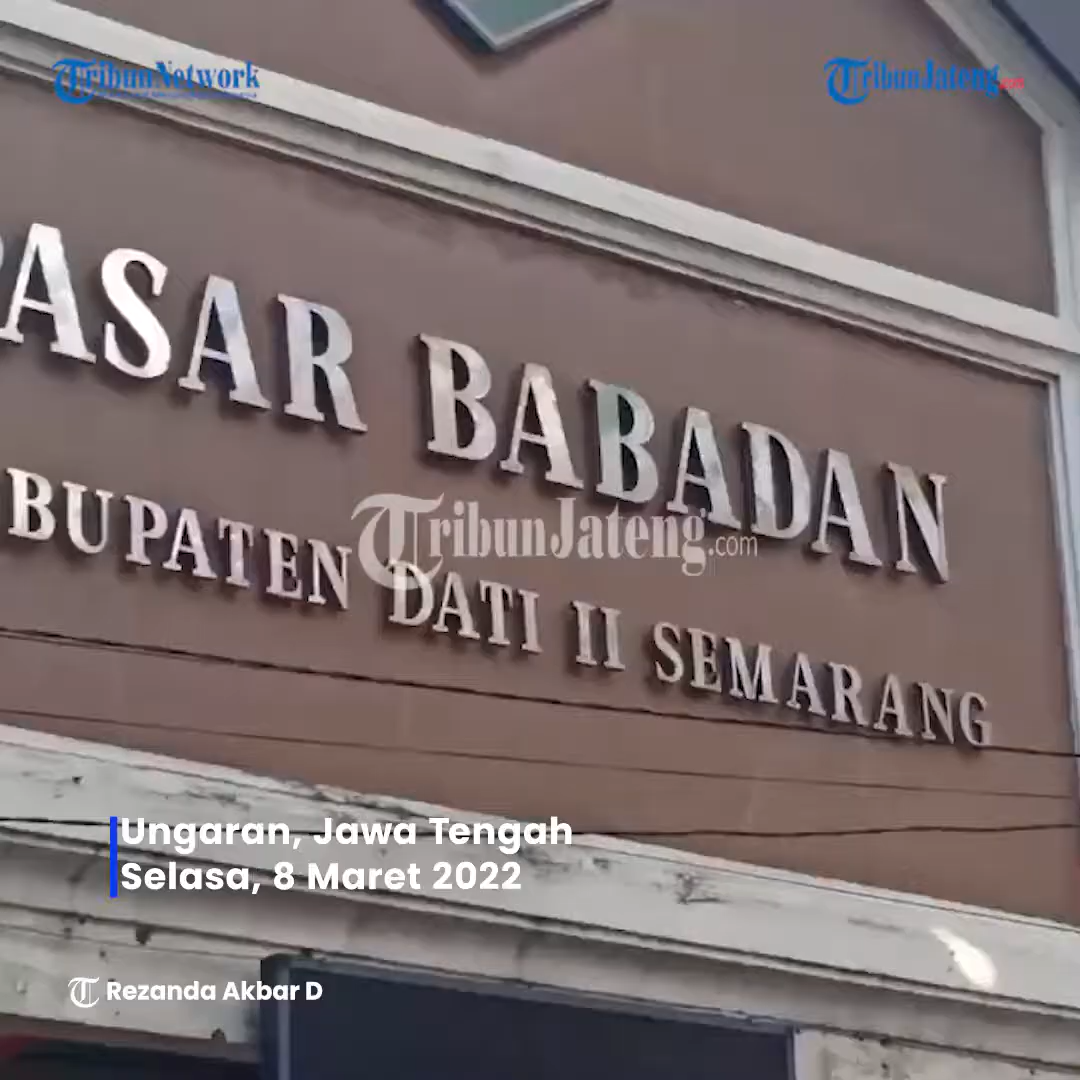 TribunNetwork
TribunJateng.com
PASAR BABADAN
BUPATEN DATI II SEMARANG
TribunJateng.com
Ungaran, Jawa Tengah
Selasa, 8 Maret 2022
Rezanda Akbar D